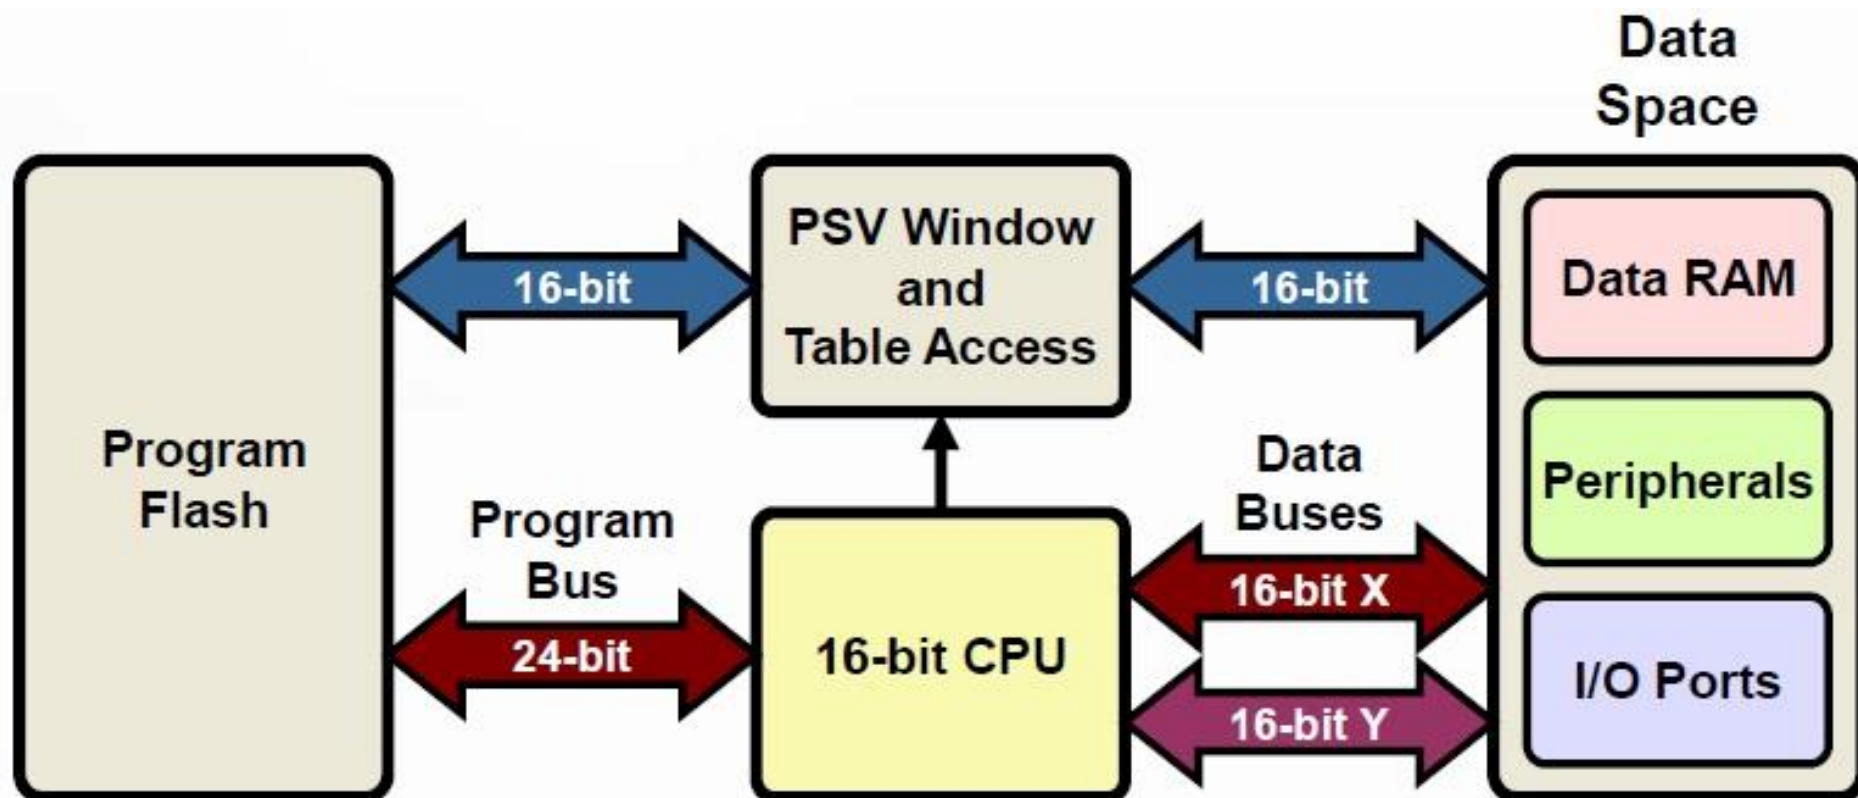 Data
Space
Program
Flash
16-bit
PSV Window
and
Table Access
16-bit
Data RAM
Peripherals
I/O Ports
Program
Bus
24-bit
16-bit CPU
Data
Buses
16-bit X
16-bit Y